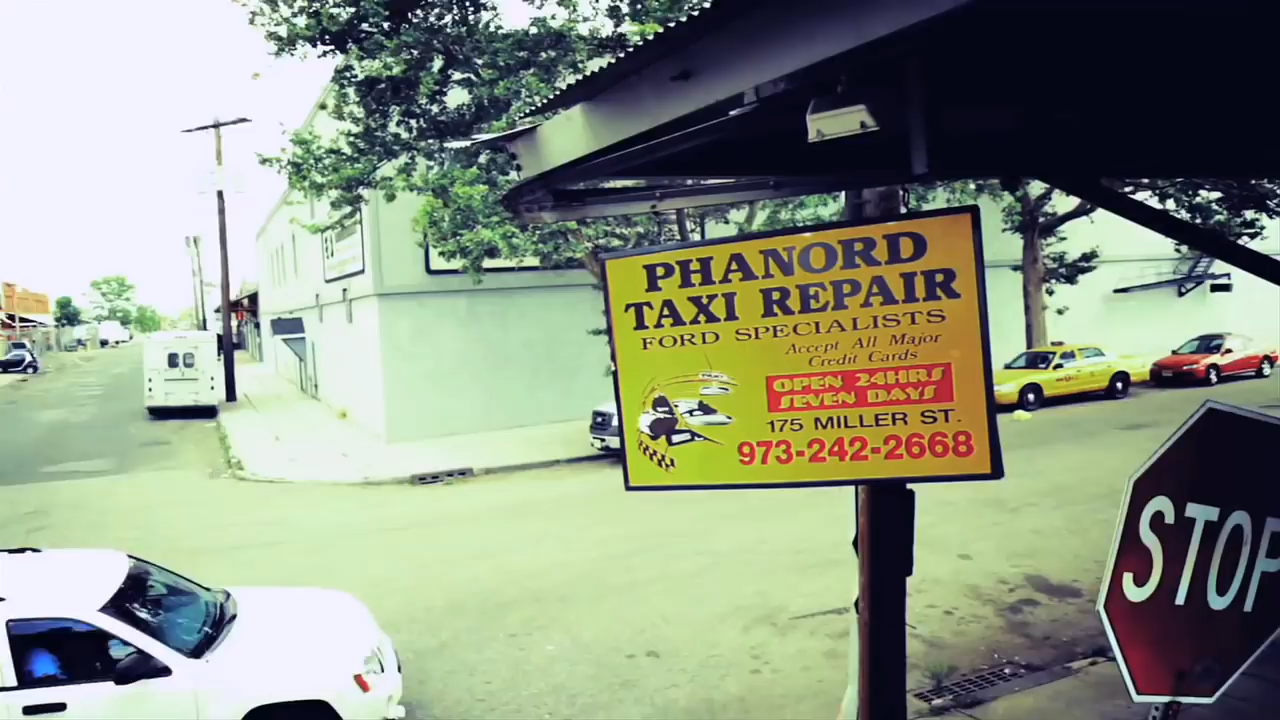 PHANORD
TAXI REPAIR
FORD SPECIALISTS
Accept All Major
Credit Cards
OPEN 24HRS
SEVEN DAYS
175 MILLER ST.
973-242-2668
STOP